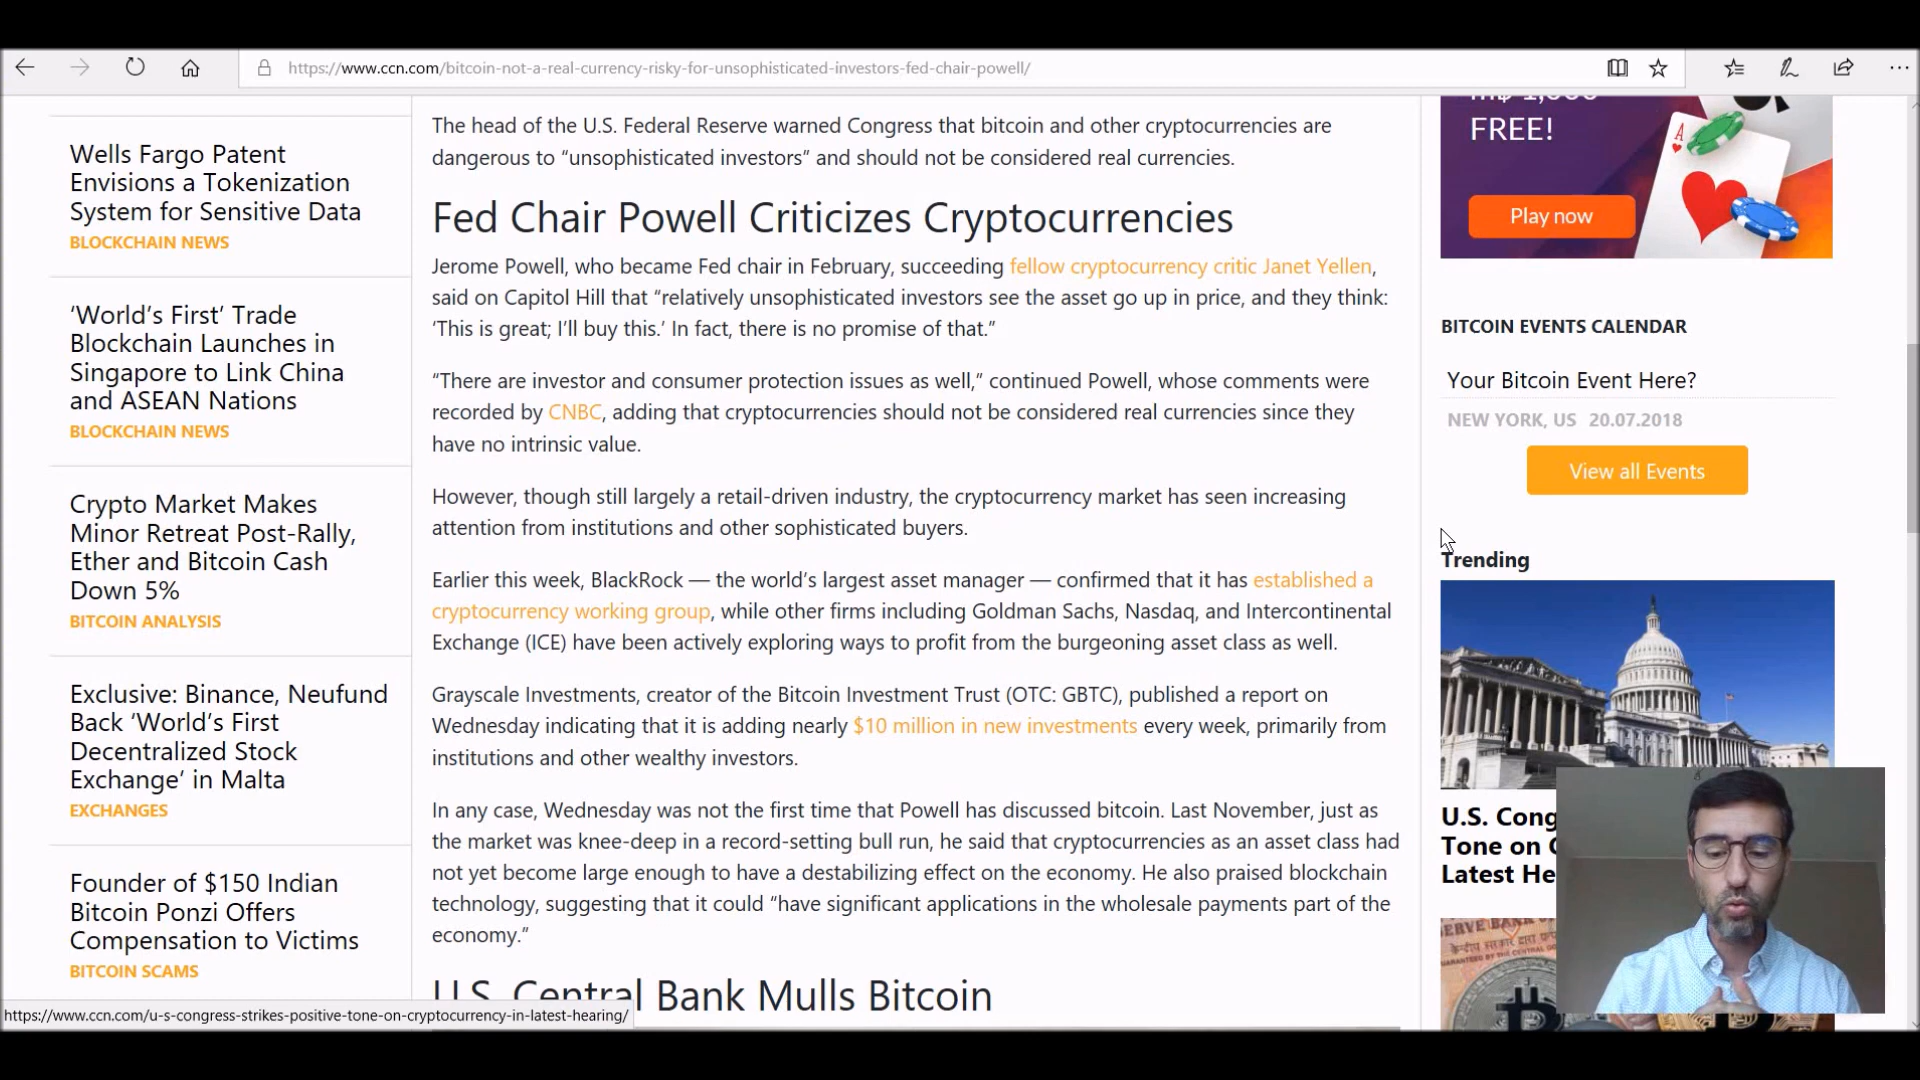 https://www.ccn.com/bitcoin-not-a-real-currency-risky-for-unsophisticated-investors-fed-chair-powell/
Wells Fargo Patent
Envisions a Tokenization
System for Sensitive Data
BLOCKCHAIN NEWS
‘World’s First’ Trade
Blockchain Launches in
Singapore to Link China
and ASEAN Nations
BLOCKCHAIN NEWS
Crypto Market Makes
Minor Retreat Post-Rally,
Ether and Bitcoin Cash
Down 5%
BITCOIN ANALYSIS
Exclusive: Binance, Neufund
Back ‘World’s First
Decentralized Stock
Exchange’ in Malta
EXCHANGES
Founder of $150 Indian
Bitcoin Ponzi Offers
Compensation to Victims
BITCOIN SCAMS
https://www.ccn.com/u-s-congress-strikes-positive-tone-on-cryptocurrency-in-latest-hearing/
The head of the U.S. Federal Reserve warned Congress that bitcoin and other cryptocurrencies are
dangerous to “unsophisticated investors” and should not be considered real currencies.
Fed Chair Powell Criticizes Cryptocurrencies
Jerome Powell, who became Fed chair in February, succeeding fellow cryptocurrency critic Janet Yellen,
said on Capitol Hill that “relatively unsophisticated investors see the asset go up in price, and they think:
‘This is great; I’ll buy this.’ In fact, there is no promise of that.”
“There are investor and consumer protection issues as well,” continued Powell, whose comments were
recorded by CNBC, adding that cryptocurrencies should not be considered real currencies since they
have no intrinsic value.
However, though still largely a retail-driven industry, the cryptocurrency market has seen increasing
attention from institutions and other sophisticated buyers.
Earlier this week, BlackRock — the world’s largest asset manager — confirmed that it has established a
cryptocurrency working group, while other firms including Goldman Sachs, Nasdaq, and Intercontinental
Exchange (ICE) have been actively exploring ways to profit from the burgeoning asset class as well.
Grayscale Investments, creator of the Bitcoin Investment Trust (OTC: GBTC), published a report on
Wednesday indicating that it is adding nearly $10 million in new investments every week, primarily from
institutions and other wealthy investors.
In any case, Wednesday was not the first time that Powell has discussed bitcoin. Last November, just as
the market was knee-deep in a record-setting bull run, he said that cryptocurrencies as an asset class had
not yet become large enough to have a destabilizing effect on the economy. He also praised blockchain
technology, suggesting that it could “have significant applications in the wholesale payments part of the
economy.”
U.S. Central Bank Mulls Bitcoin
FREE!
A
Play now
BITCOIN EVENTS CALENDAR
Your Bitcoin Event Here?
NEW YORK, US 20.07.2018
View all Events
Trending
U.S. Cong
Tone on
Latest He